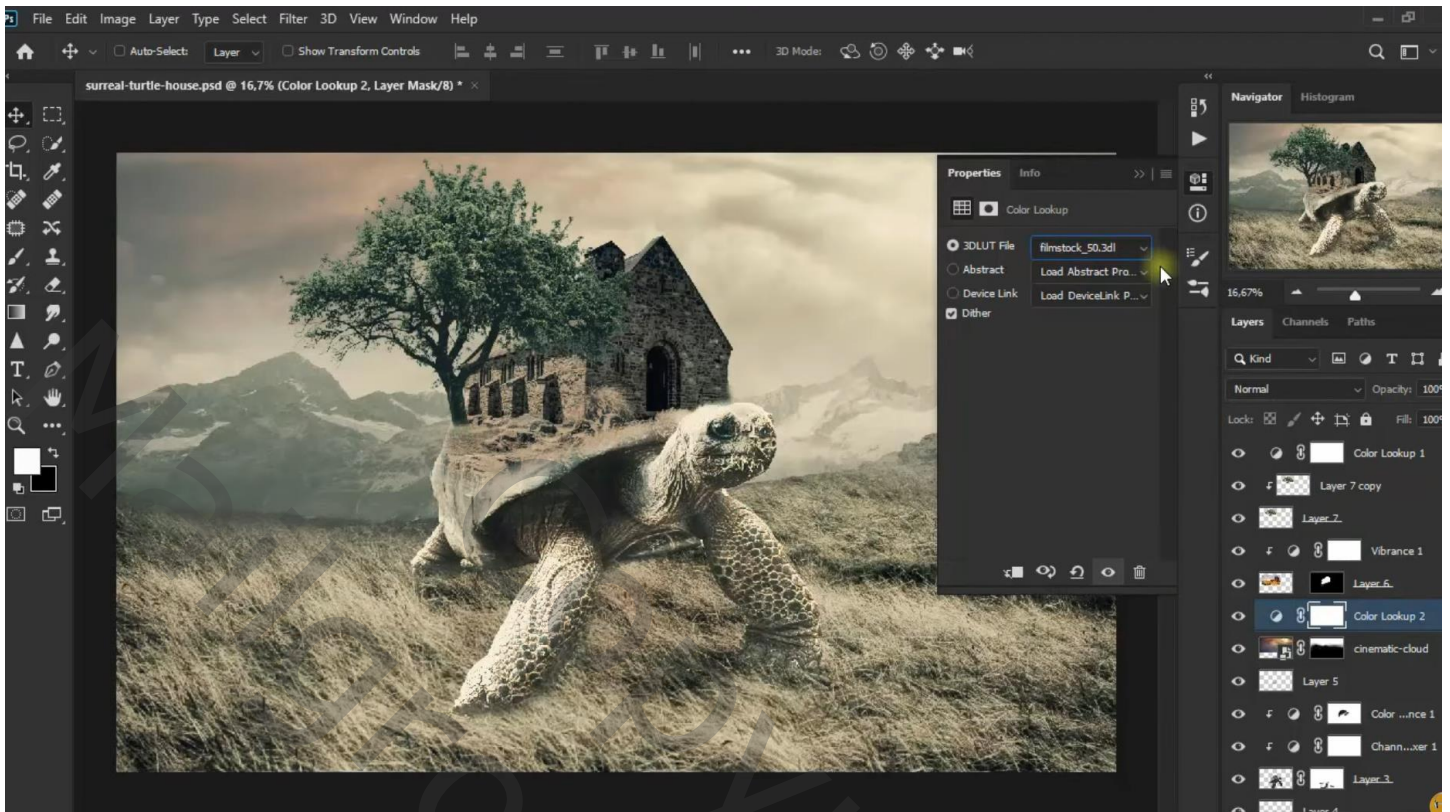 Ps File Edit Image Layer Type Select Filter 3D View Window Help
Auto-Select: Layer Show Transform Controls 3D Mode:
surreal-turtle-house.psd @ 16,7% (Color Lookup 2, Layer Mask/8) *
Properties Info
Color Lookup
3DLUT File filmstock_50.3dl
Abstract Load Abstract Pro...
Device Link Load DeviceLink P...
Dither
Navigator Histogram
16,67%
Layers Channels Paths
Kind
Normal Opacity: 100%
Lock: Fill: 100%
Color Lookup 1
Layer 7 copy
Layer 7
Vibrance 1
Layer 6
Color Lookup 2
cinematic-cloud
Layer 5
Color ...nce 1
Chann...xer 1
Layer 3
Layer 4